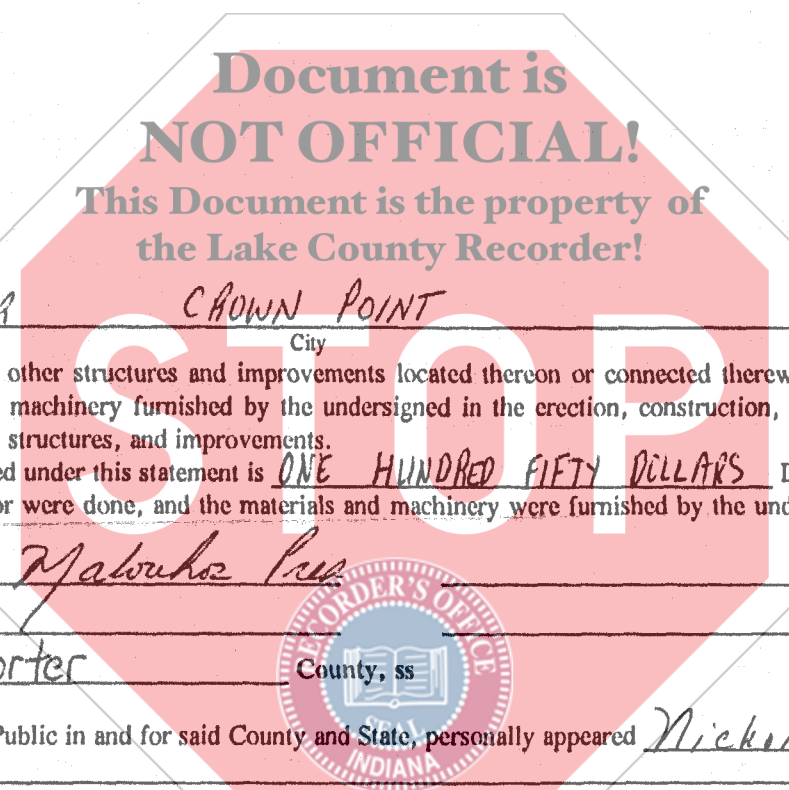 Document is
NOT OFFICIAL!
This Document is the property of
the Lake County Recorder!
CROWN POINT
City
other structures and improvements located thereon or connected therew
machinery furnished by the undersigned in the erection, construction,
structures, and improvements.
ed under this statement is ONE HUNDRED FIFTY DOLLARS D
or were done, and the materials and machinery were furnished by the und
STOP
Pres
orter County, ss
Public in and for said County and State, personally appeared Nicko
RECORDER'S OFFICE
SEAL
INDIANA